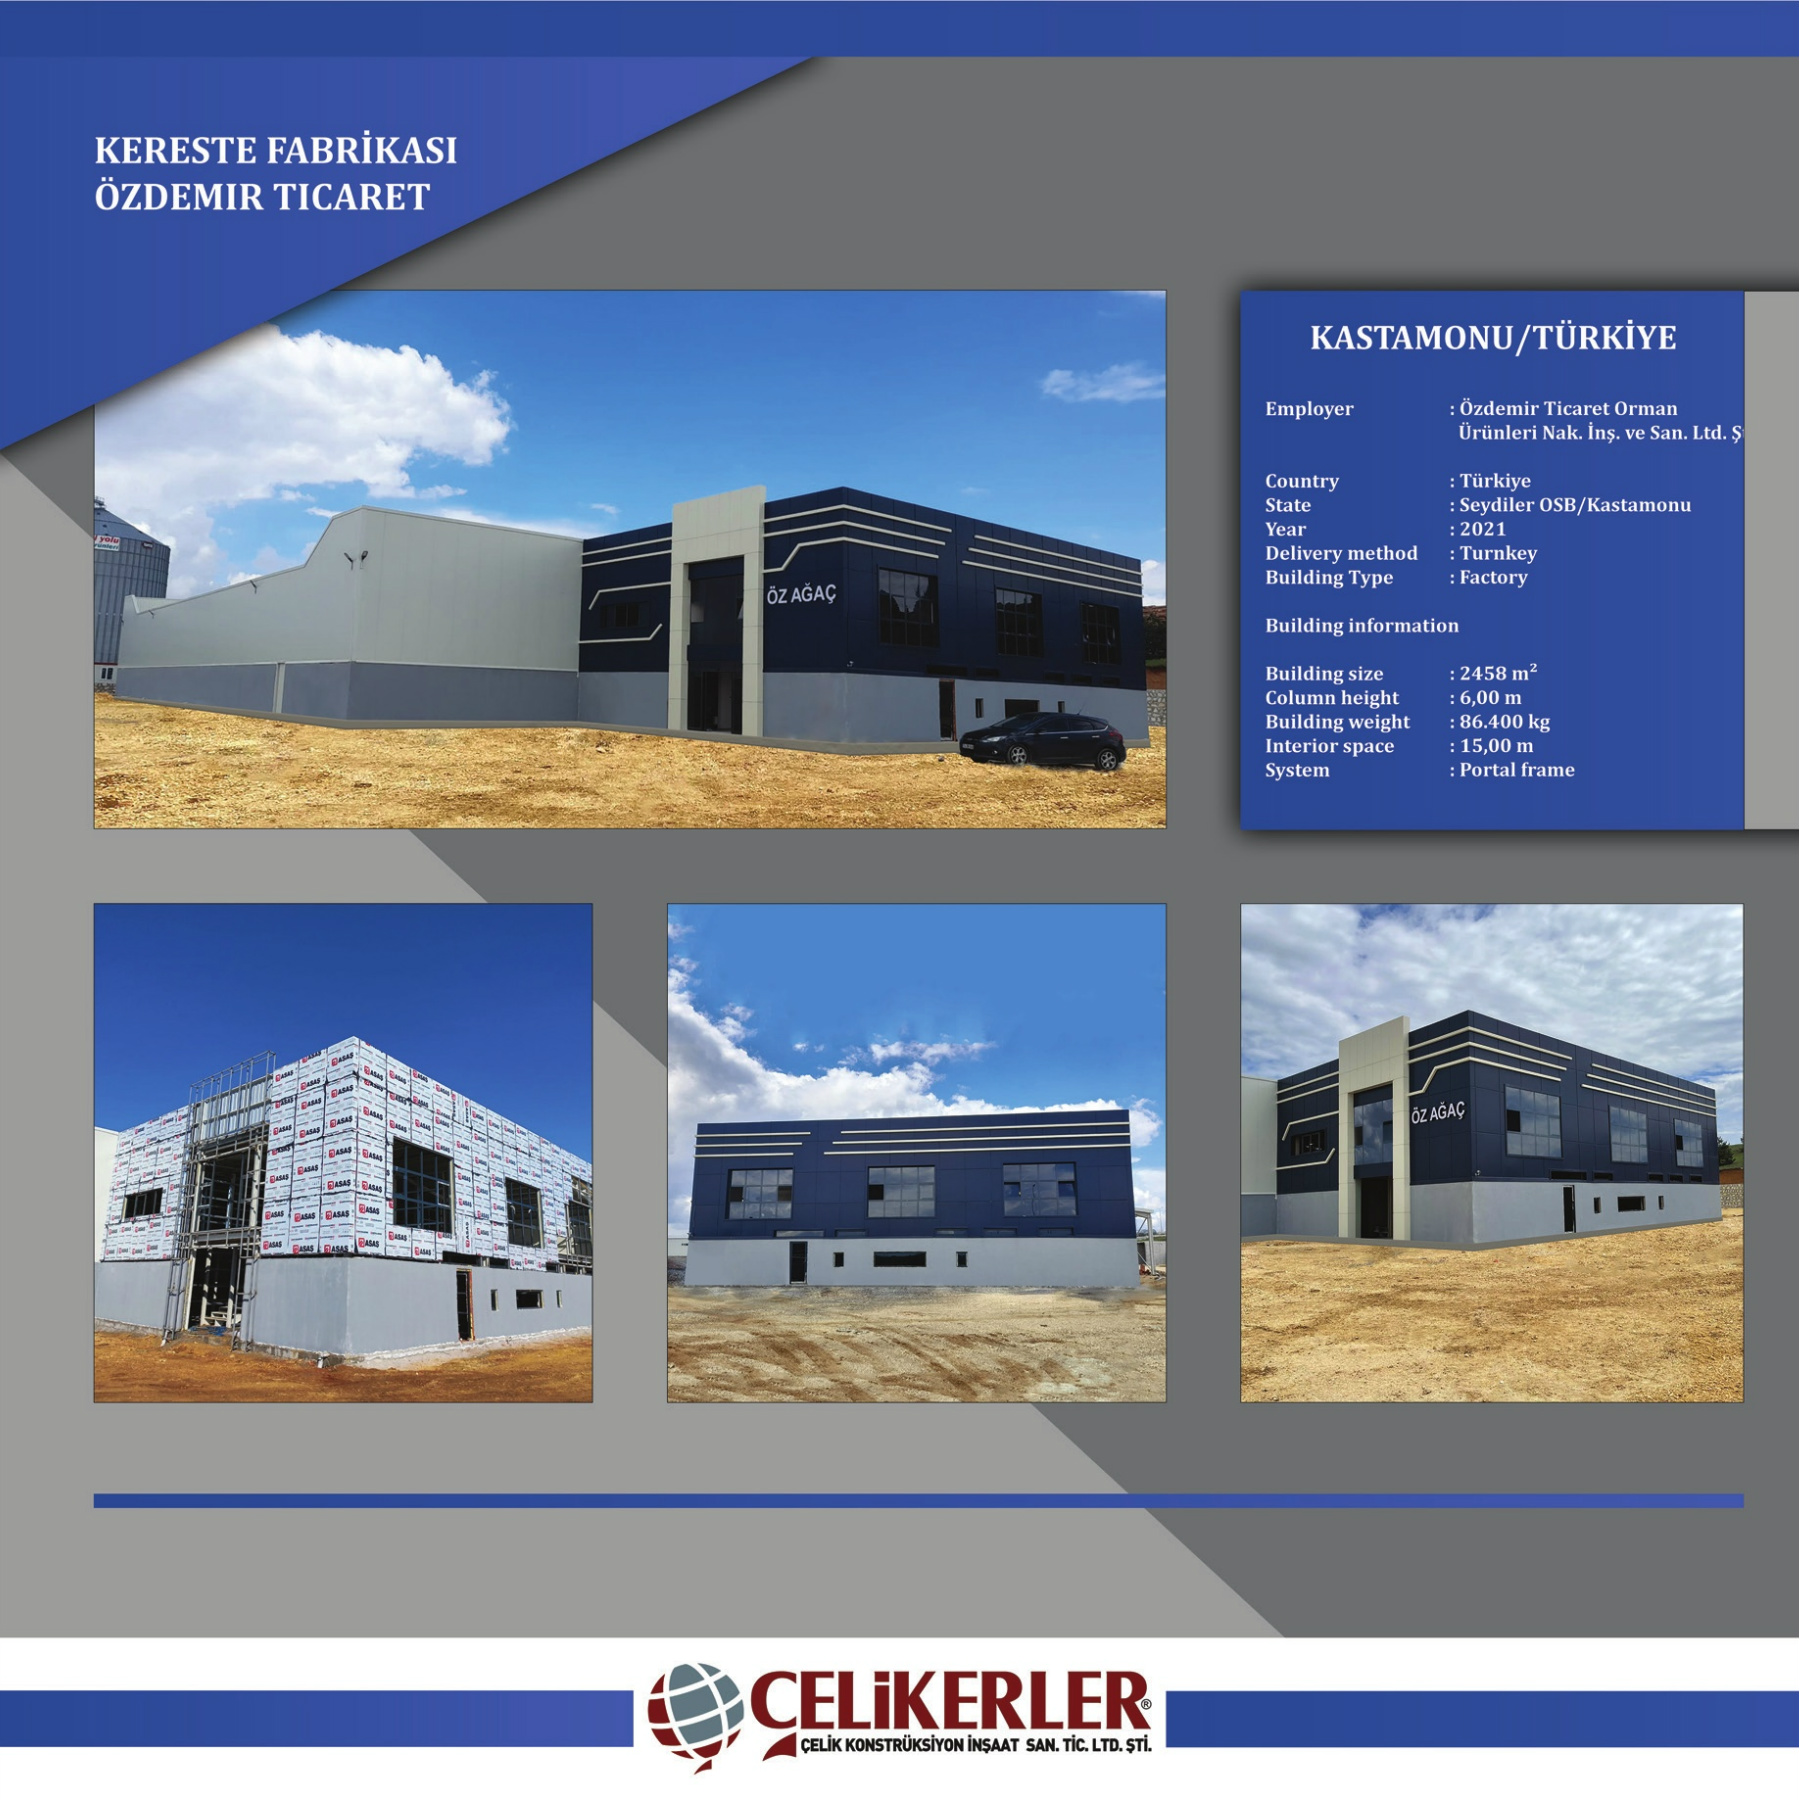 KERESTE FABRİKASI
ÖZDEMIR TICARET
KASTAMONU/TÜRKİYE
Employer : Özdemir Ticaret Orman
Ürünleri Nak. İnş. ve San. Ltd. Ş
Country : Türkiye
State : Seydiler OSB/Kastamonu
Year : 2021
Delivery method : Turnkey
Building Type : Factory
Building information
Building size : 2458 m²
Column height : 6,00 m
Building weight : 86.400 kg
Interior space : 15,00 m
System : Portal frame
yolu
ÖZ AĞAÇ
ASAŞ
ÖZ AĞAÇ
ÇELiKERLER®
ÇELİK KONSTRÜKSİYON İNŞAAT SAN. TİC. LTD. ŞTİ.